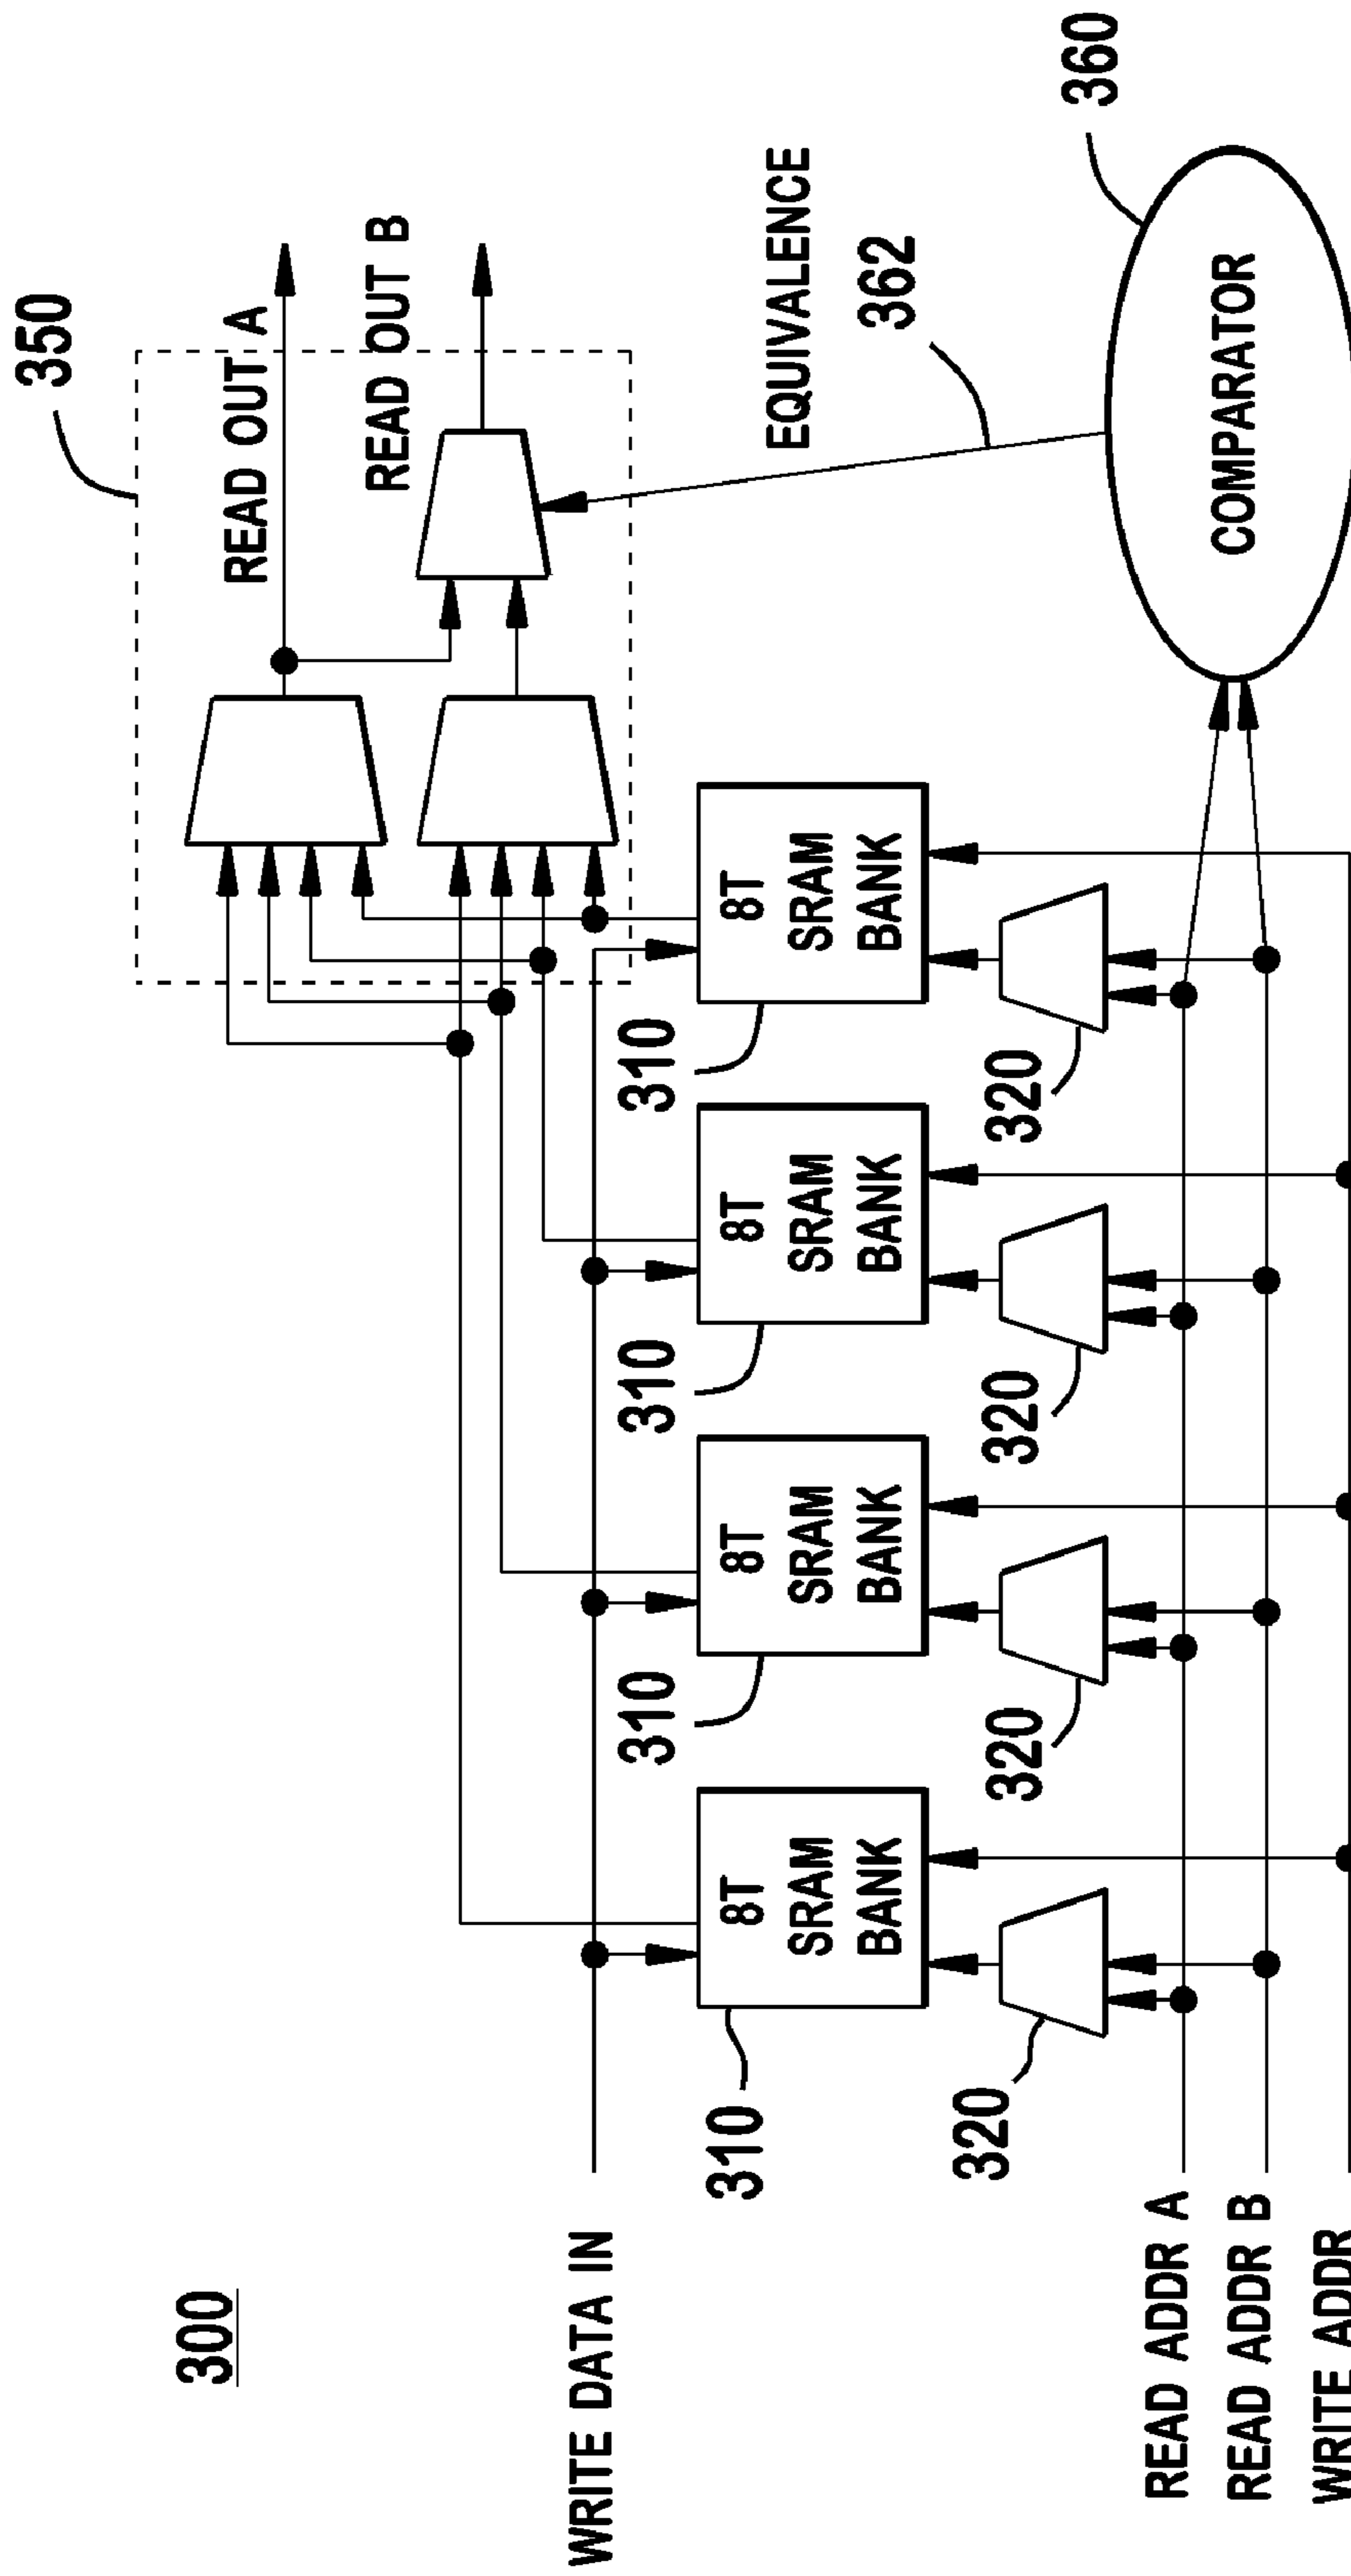 350
300
READ OUT A
READ OUT B
WRITE DATA IN
310
310
310
310
8T
SRAM
BANK
8T
SRAM
BANK
8T
SRAM
BANK
8T
SRAM
BANK
EQUIVALENCE
362
320
320
320
320
360
READ ADDR A
COMPARATOR
READ ADDR B
WRITE ADDR